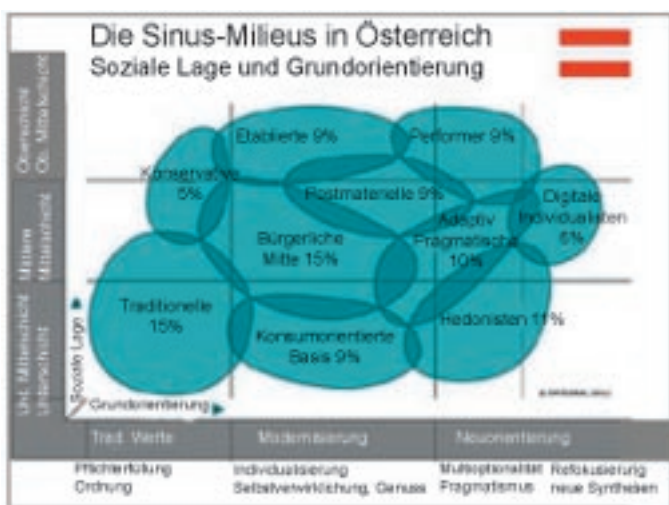 Die Sinus-Milieus in Österreich
Soziale Lage und Grundorientierung
Oberschicht
Ob. Mittelschicht
Mittlere
Mittelschicht
Unt. Mittelschicht
Unterschicht
Etablierte 9%
Performer 9%
Konservative
5%
Postmaterielle 9%
Digitale
Individualisten
6%
Adaptiv
Pragmatische
10%
Bürgerliche
Mitte 15%
Traditionelle
15%
Konsumorientierte
Basis 9%
Hedonisten 11%
Soziale Lage
Grundorientierung
Trad. Werte
Modernisierung
Neuorientierung
Pflichterfüllung
Ordnung
Individualisierung
Selbstverwirklichung, Genuss
Multioptionalität
Pragmatismus
Refokusierung
neue Synthesen